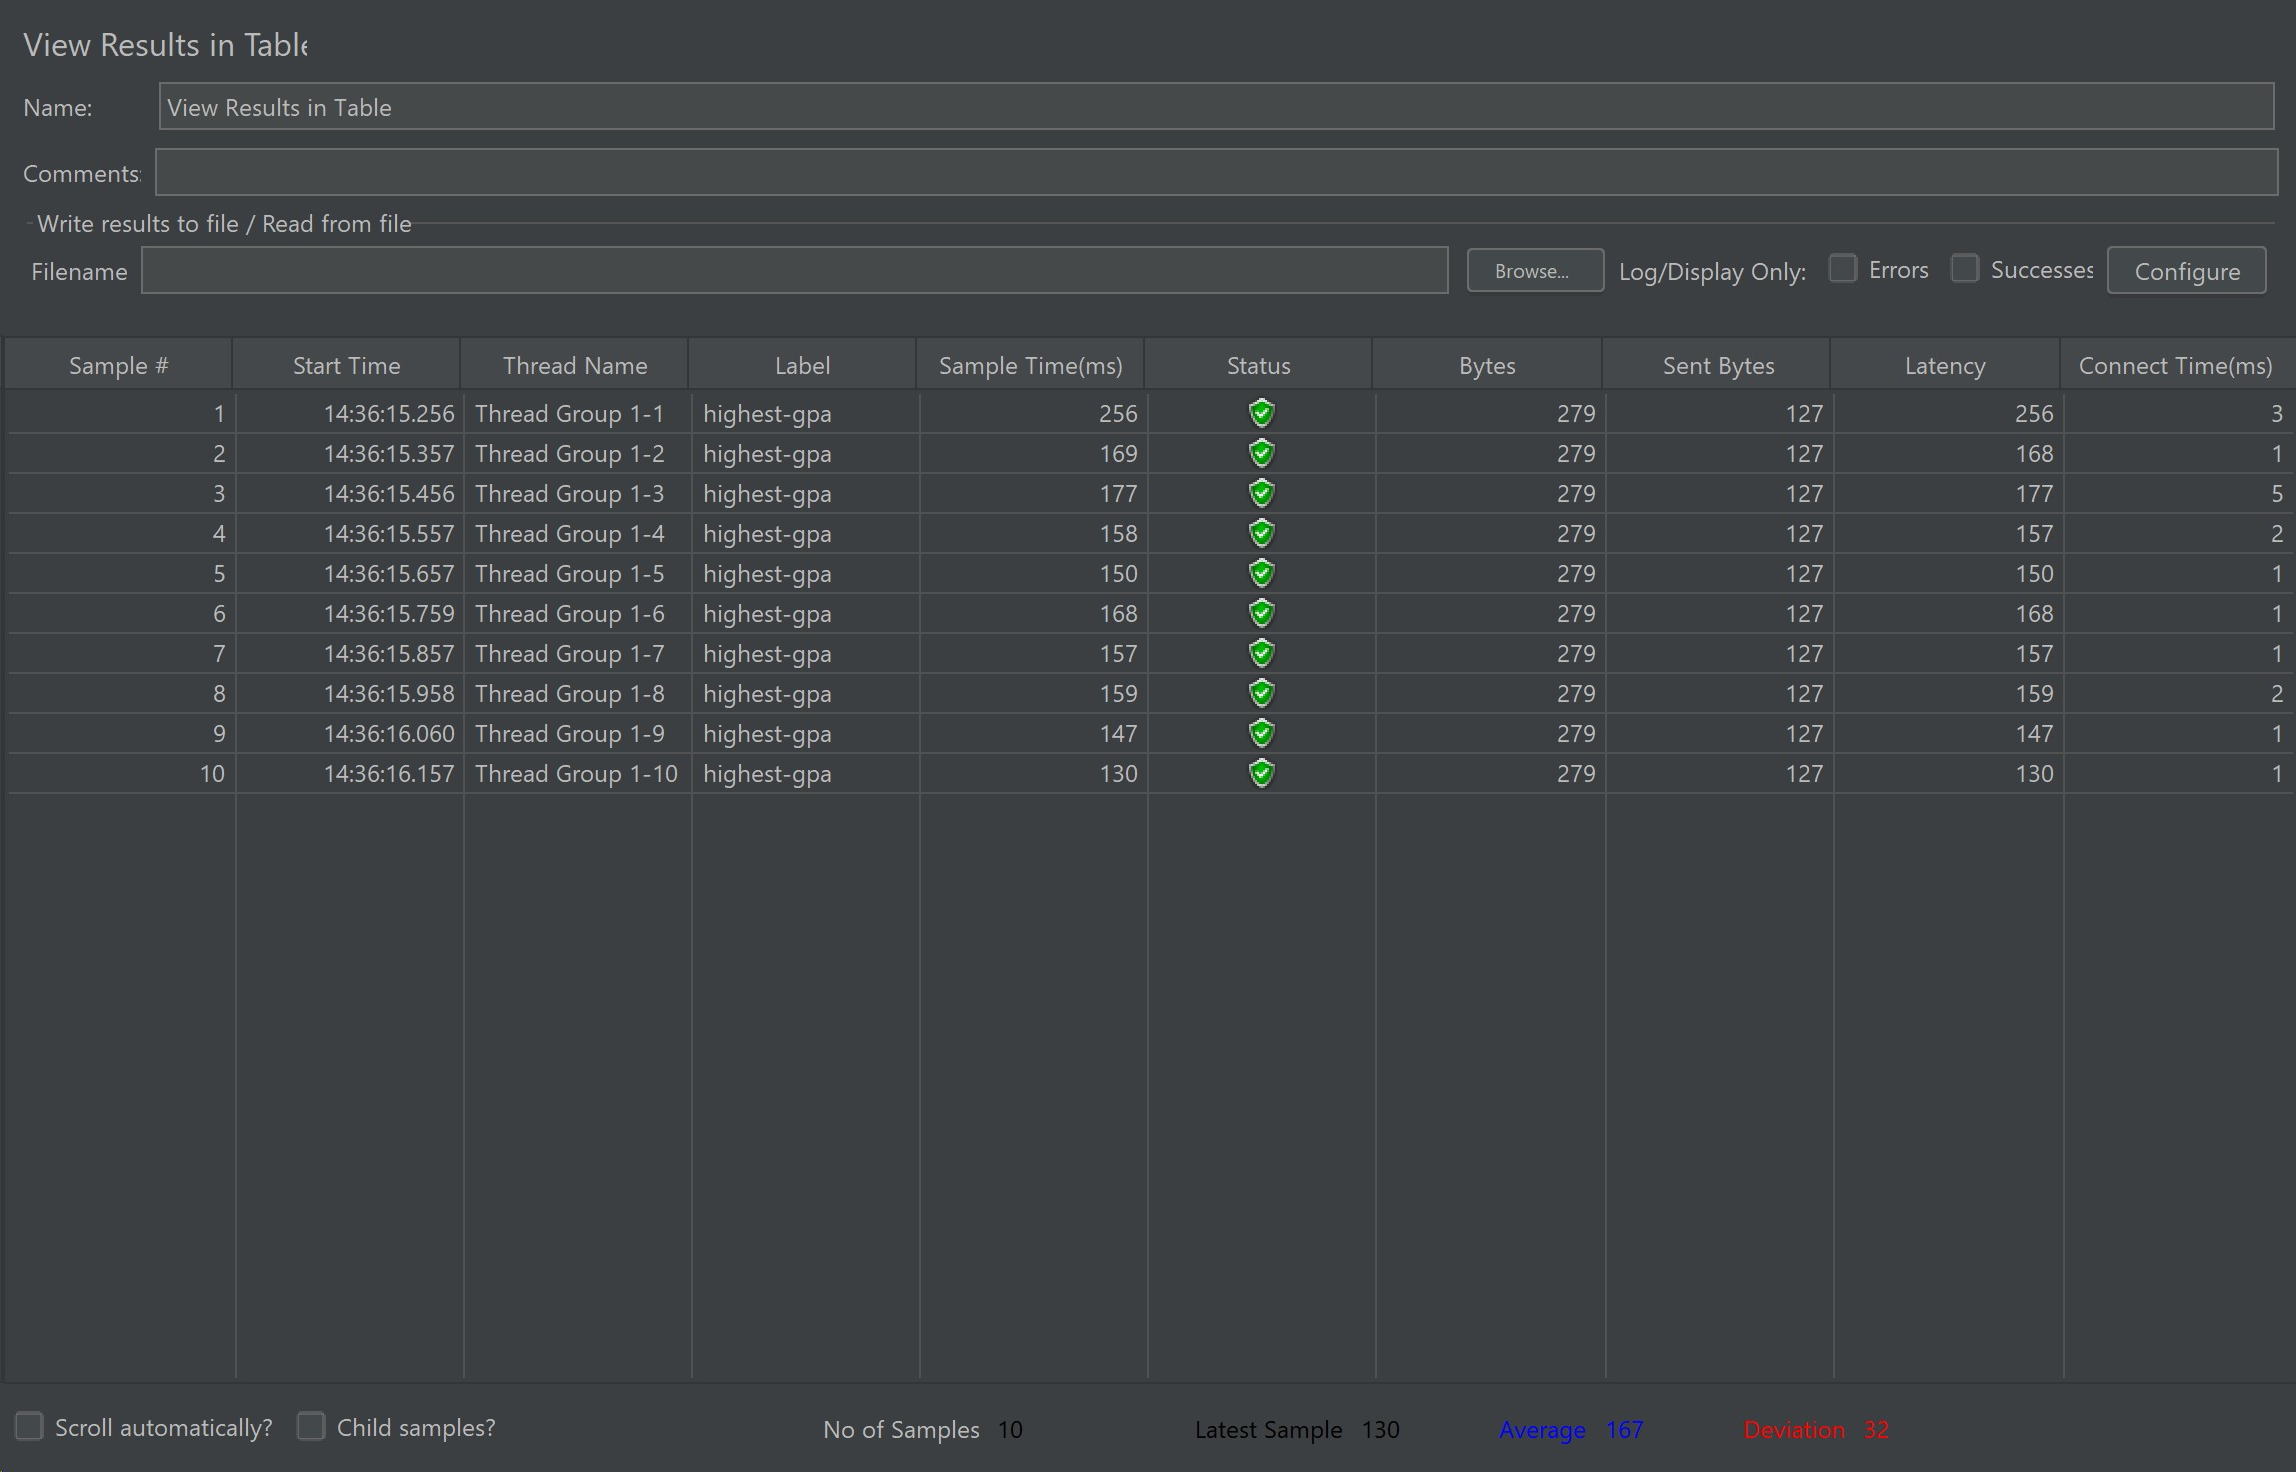 View Results in Table
Name: View Results in Table
Comments:
Write results to file / Read from file
Filename Browse... Log/Display Only: Errors Successes Configure
Sample # Start Time Thread Name Label Sample Time(ms) Status Bytes Sent Bytes Latency Connect Time(ms)
1 14:36:15.256 Thread Group 1-1 highest-gpa 256 279 127 256 3
2 14:36:15.357 Thread Group 1-2 highest-gpa 169 279 127 168 1
3 14:36:15.456 Thread Group 1-3 highest-gpa 177 279 127 177 5
4 14:36:15.557 Thread Group 1-4 highest-gpa 158 279 127 157 2
5 14:36:15.657 Thread Group 1-5 highest-gpa 150 279 127 150 1
6 14:36:15.759 Thread Group 1-6 highest-gpa 168 279 127 168 1
7 14:36:15.857 Thread Group 1-7 highest-gpa 157 279 127 157 1
8 14:36:15.958 Thread Group 1-8 highest-gpa 159 279 127 159 2
9 14:36:16.060 Thread Group 1-9 highest-gpa 147 279 127 147 1
10 14:36:16.157 Thread Group 1-10 highest-gpa 130 279 127 130 1
Scroll automatically? Child samples? No of Samples 10 Latest Sample 130 Average 167 Deviation 32